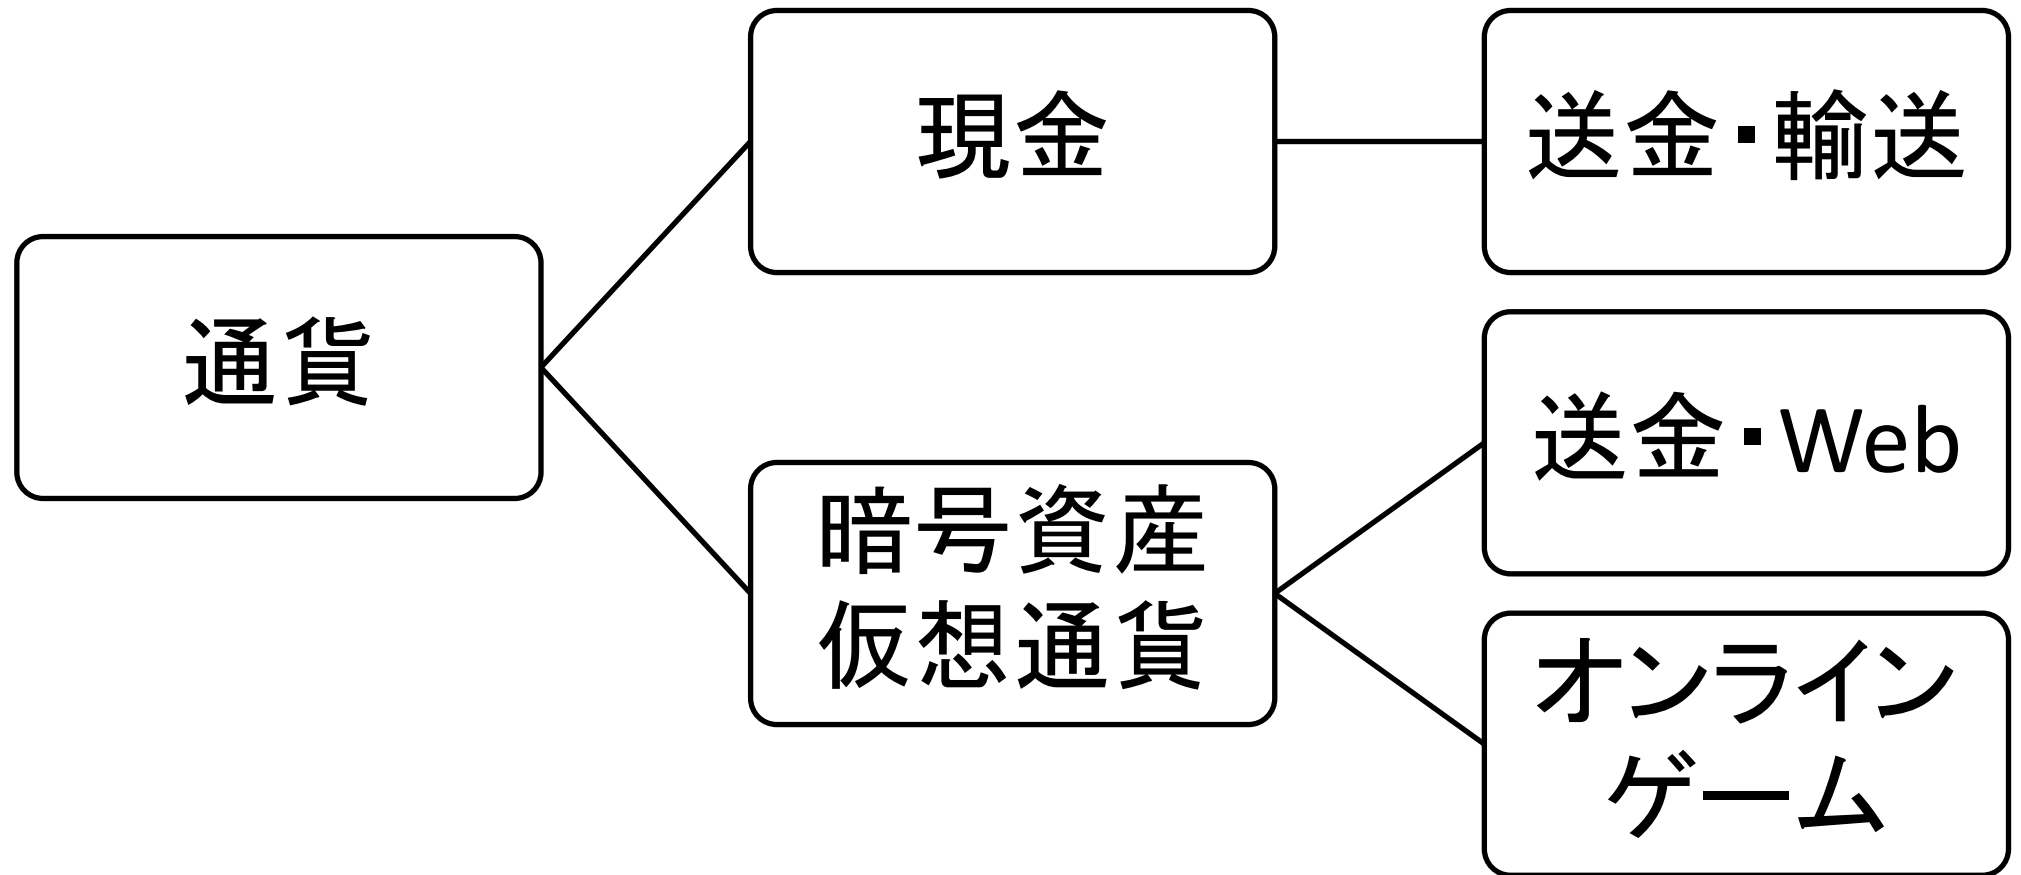 通貨
現金
送金・輸送
暗号資産
仮想通貨
送金・Web
オンライン
ゲーム